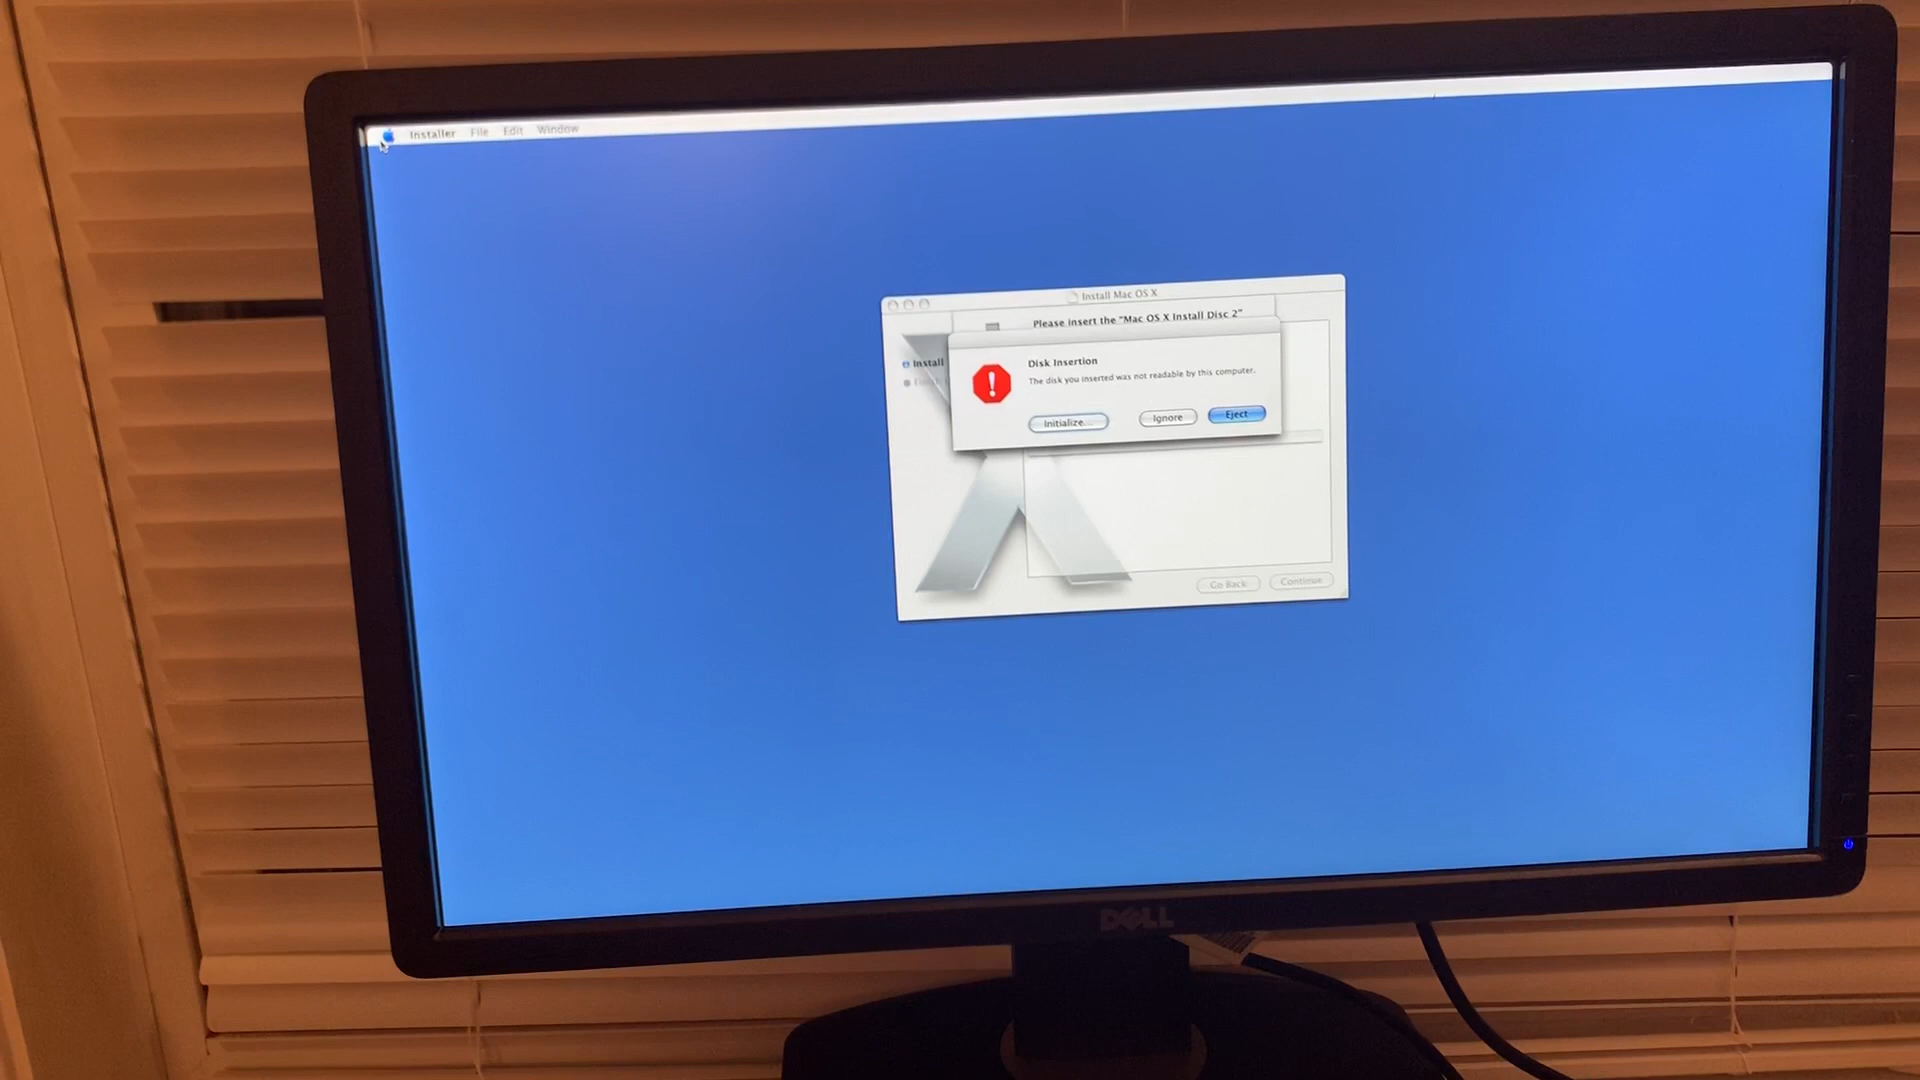 Installer File Edit Window
Install Mac OS X
Please insert the "Mac OS X Install Disc 2"
Install
Disk Insertion
The disk you inserted was not readable by this computer.
Initialize...
Ignore
Eject
Go Back
Continue
DELL